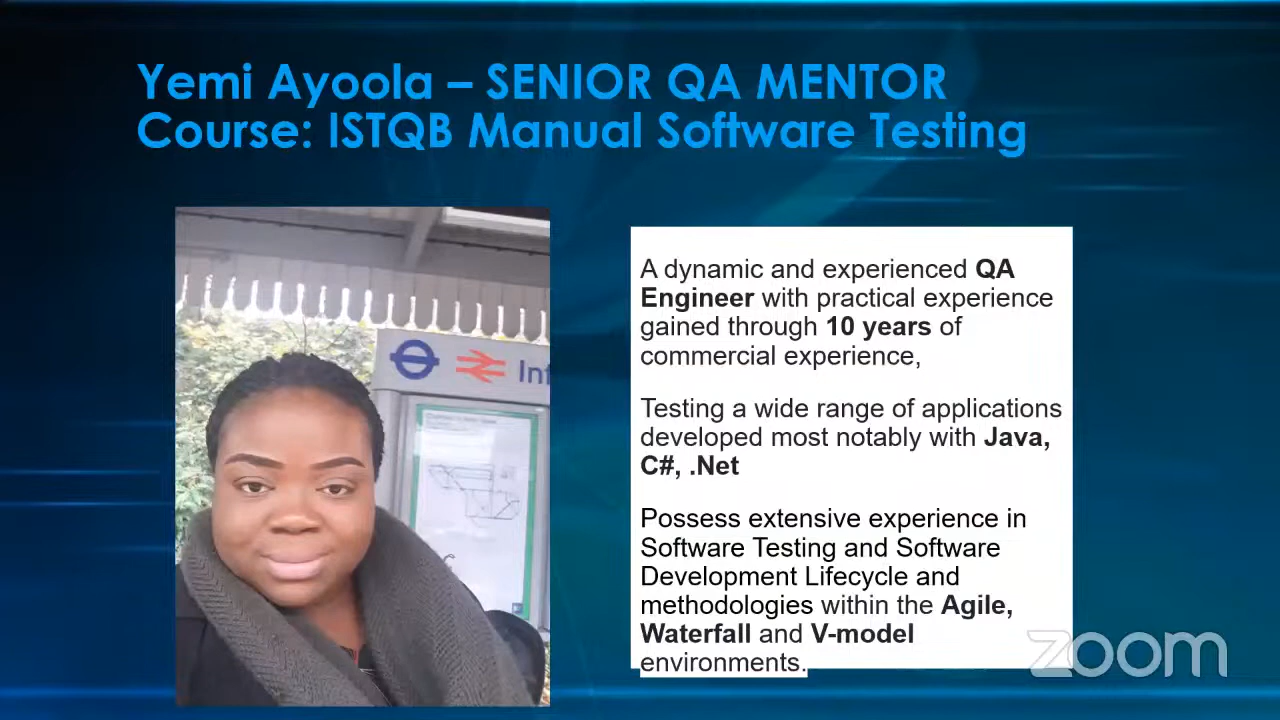 Yemi Ayoola – SENIOR QA MENTOR
Course: ISTQB Manual Software Testing
A dynamic and experienced QA
Engineer with practical experience
gained through 10 years of
commercial experience,
Testing a wide range of applications
developed most notably with Java,
C#, .Net
Possess extensive experience in
Software Testing and Software
Development Lifecycle and
methodologies within the Agile,
Waterfall and V-model
environments.
zoom